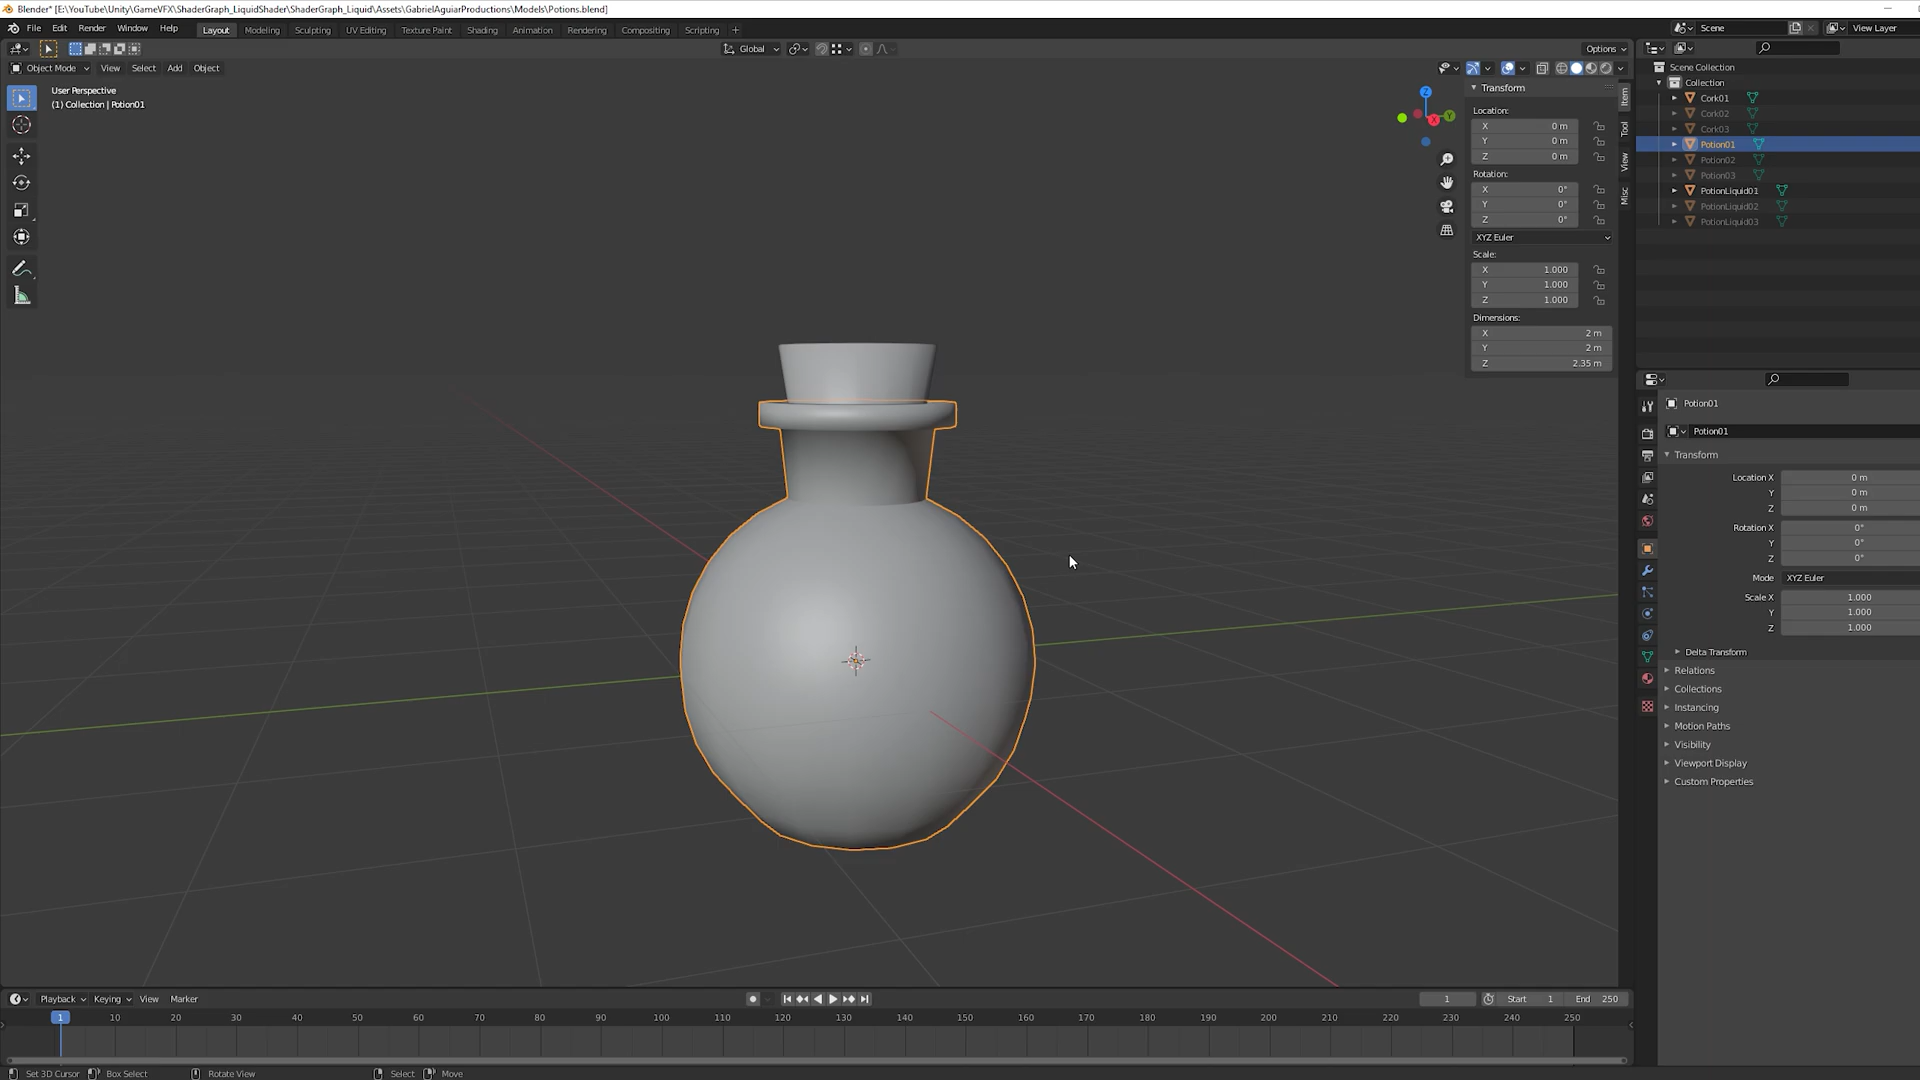 Blender* [E:\YouTube\Unity\GameVFX\ShaderGraph_LiquidShader\ShaderGraph_Liquid\Assets\GabrielAguiarProductions\Models\Potions.blend]
File Edit Render Window Help Layout Modeling Sculpting UV Editing Texture Paint Shading Animation Rendering Compositing Scripting + Scene View Layer
Global Options
Object Mode View Select Add Object
User Perspective
(1) Collection | Potion01
Z
Y
X
Transform
Location:
X 0 m
Y 0 m
Z 0 m
Rotation:
X 0°
Y 0°
Z 0°
XYZ Euler
Scale:
X 1.000
Y 1.000
Z 1.000
Dimensions:
X 2 m
Y 2 m
Z 2.35 m
Item
Tool
View
Misc
Scene Collection
Collection
Cork01
Cork02
Cork03
Potion01
Potion02
Potion03
PotionLiquid01
PotionLiquid02
PotionLiquid03
Potion01
Potion01
Transform
Location X 0 m
Y 0 m
Z 0 m
Rotation X 0°
Y 0°
Z 0°
Mode XYZ Euler
Scale X 1.000
Y 1.000
Z 1.000
Delta Transform
Relations
Collections
Instancing
Motion Paths
Visibility
Viewport Display
Custom Properties
Playback Keying View Marker 1 Start 1 End 250
1 10 20 30 40 50 60 70 80 90 100 110 120 130 140 150 160 170 180 190 200 210 220 230 240 250
Set 3D Cursor Box Select Rotate View Select Move